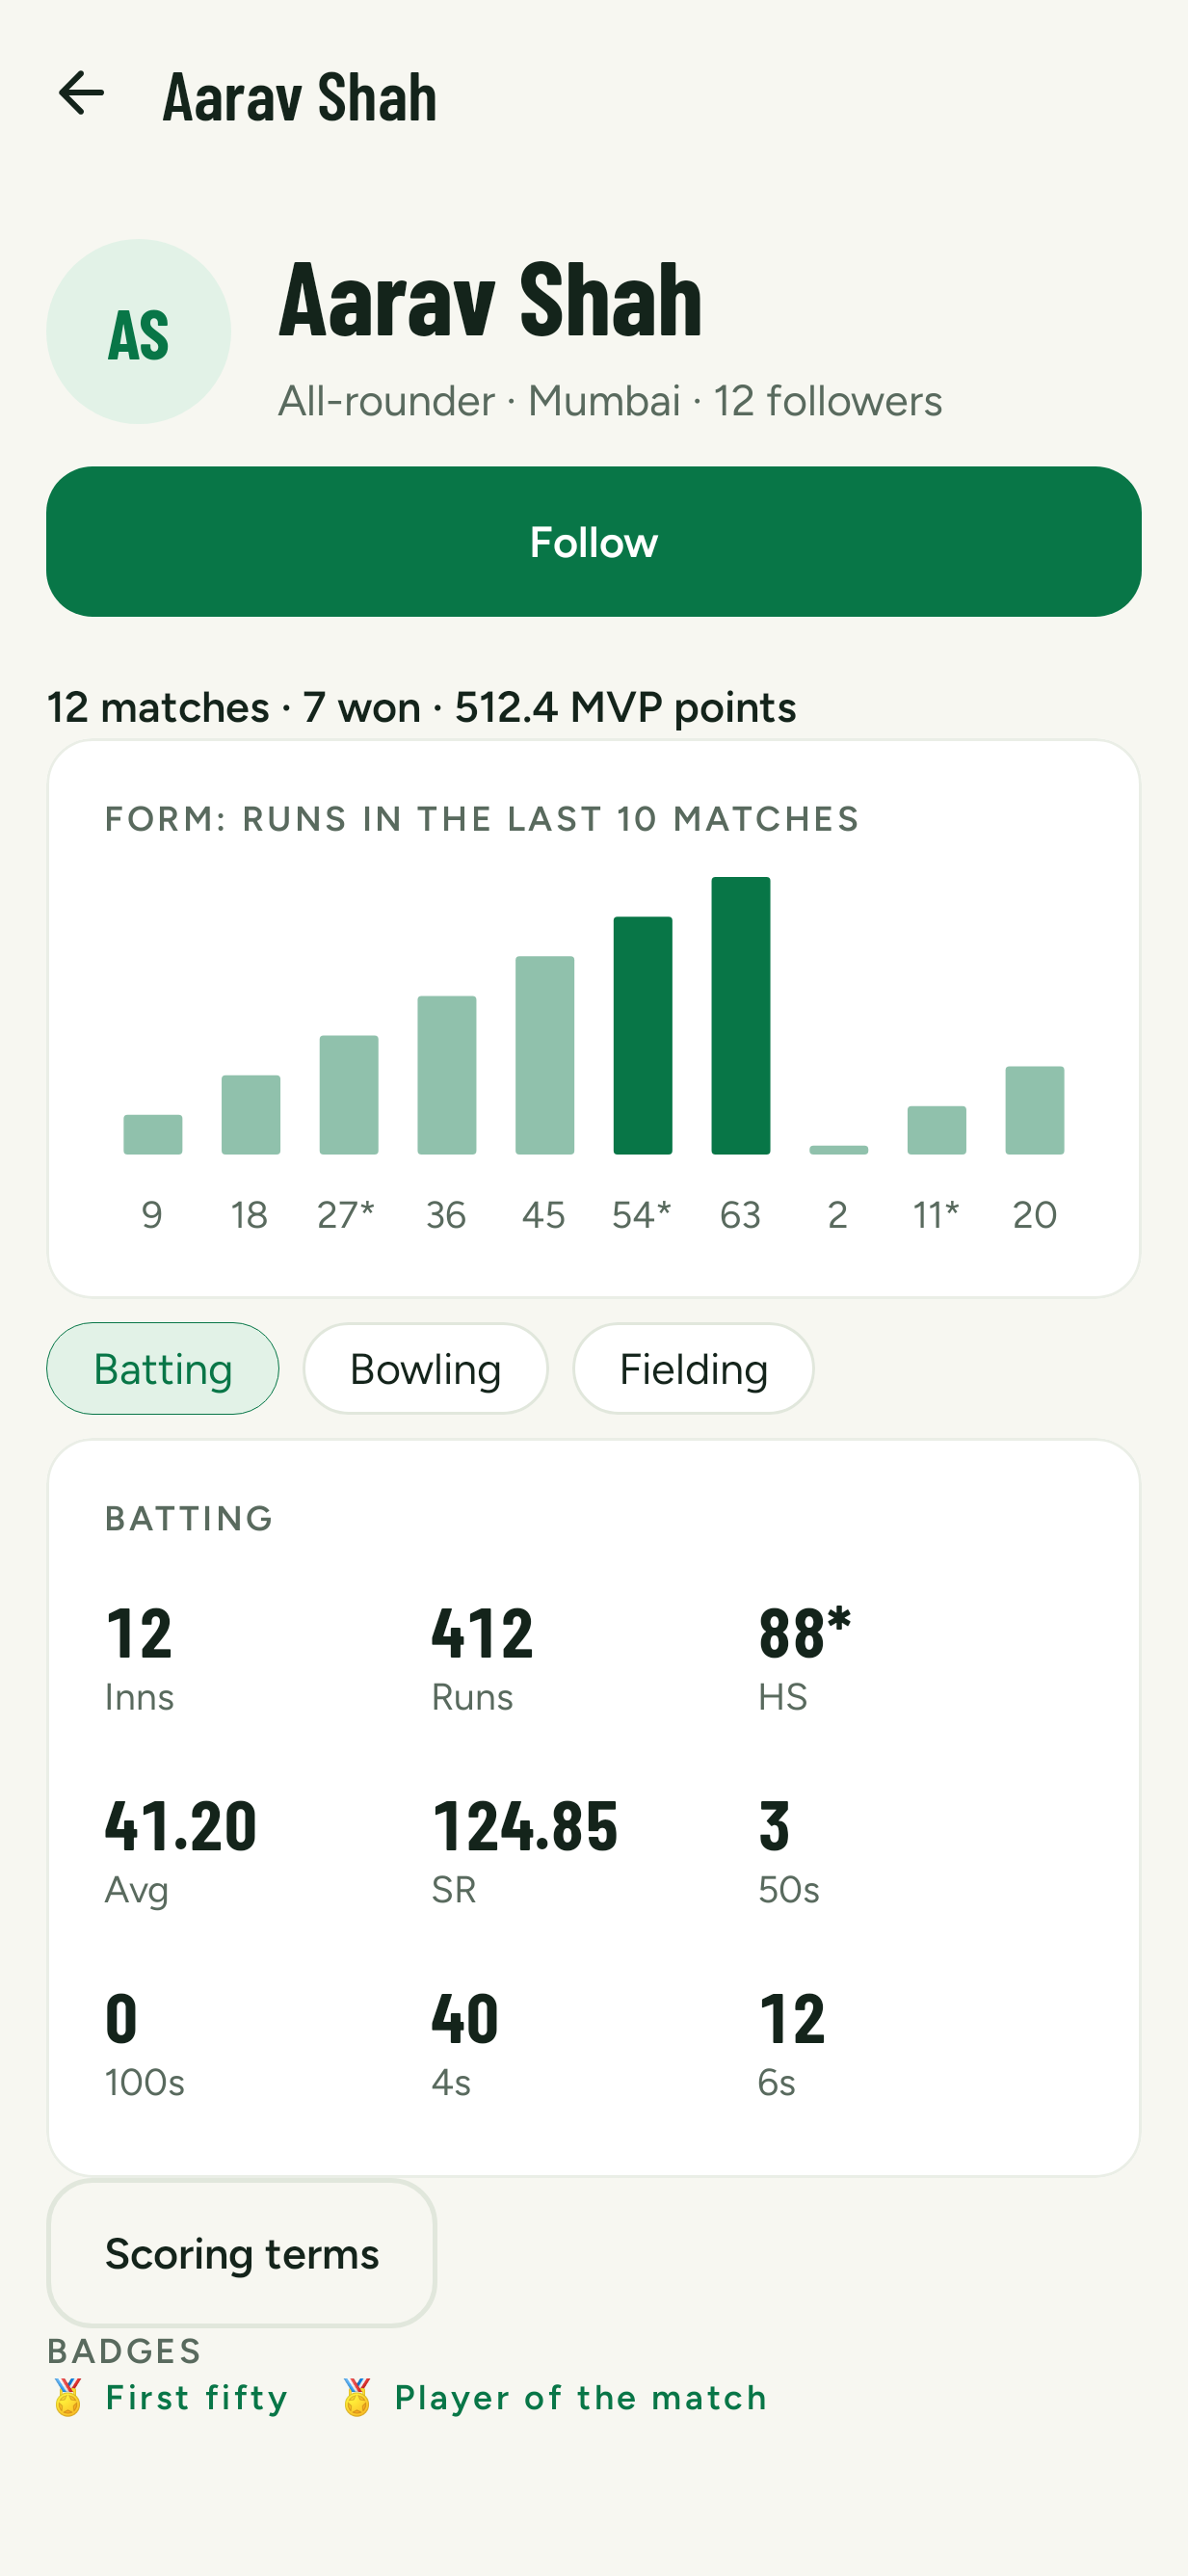 Aarav Shah
AS
Aarav Shah
All-rounder · Mumbai · 12 followers
Follow
12 matches · 7 won · 512.4 MVP points
FORM: RUNS IN THE LAST 10 MATCHES
9 18 27* 36 45 54* 63 2 11* 20
Batting Bowling Fielding
BATTING
12 412 88*
Inns Runs HS
41.20 124.85 3
Avg SR 50s
0 40 12
100s 4s 6s
Scoring terms
BADGES
🏅 First fifty 🏅 Player of the match